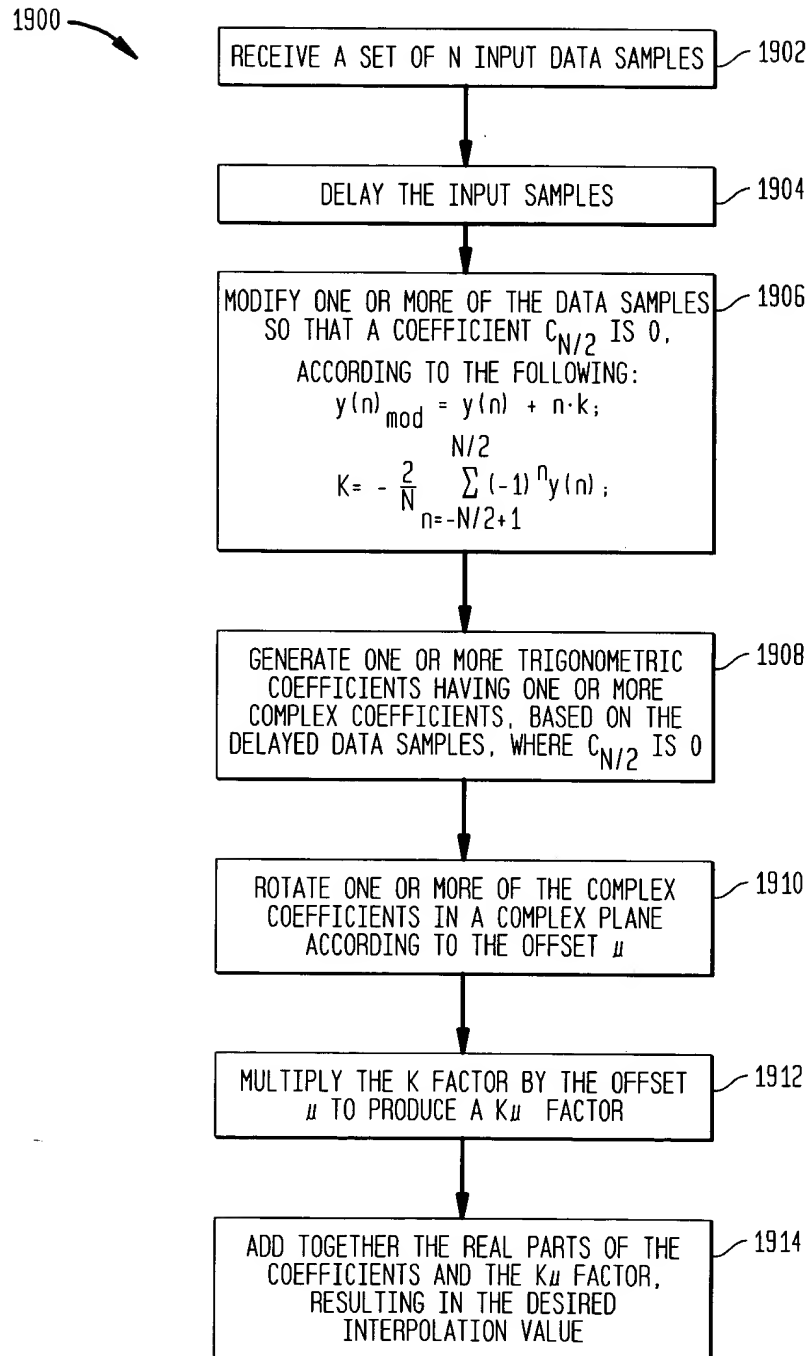 1900
RECEIVE A SET OF N INPUT DATA SAMPLES
1902
DELAY THE INPUT SAMPLES
1904
MODIFY ONE OR MORE OF THE DATA SAMPLES
SO THAT A COEFFICIENT C_{N/2} IS 0,
ACCORDING TO THE FOLLOWING:
y(n)_{mod} = y(n) + n·k;
N/2
K= - 2/N Σ (-1)^n y(n);
n=-N/2+1
1906
GENERATE ONE OR MORE TRIGONOMETRIC
COEFFICIENTS HAVING ONE OR MORE
COMPLEX COEFFICIENTS, BASED ON THE
DELAYED DATA SAMPLES, WHERE C_{N/2} IS 0
1908
ROTATE ONE OR MORE OF THE COMPLEX
COEFFICIENTS IN A COMPLEX PLANE
ACCORDING TO THE OFFSET μ
1910
MULTIPLY THE K FACTOR BY THE OFFSET
μ TO PRODUCE A Kμ FACTOR
1912
ADD TOGETHER THE REAL PARTS OF THE
COEFFICIENTS AND THE Kμ FACTOR,
RESULTING IN THE DESIRED
INTERPOLATION VALUE
1914